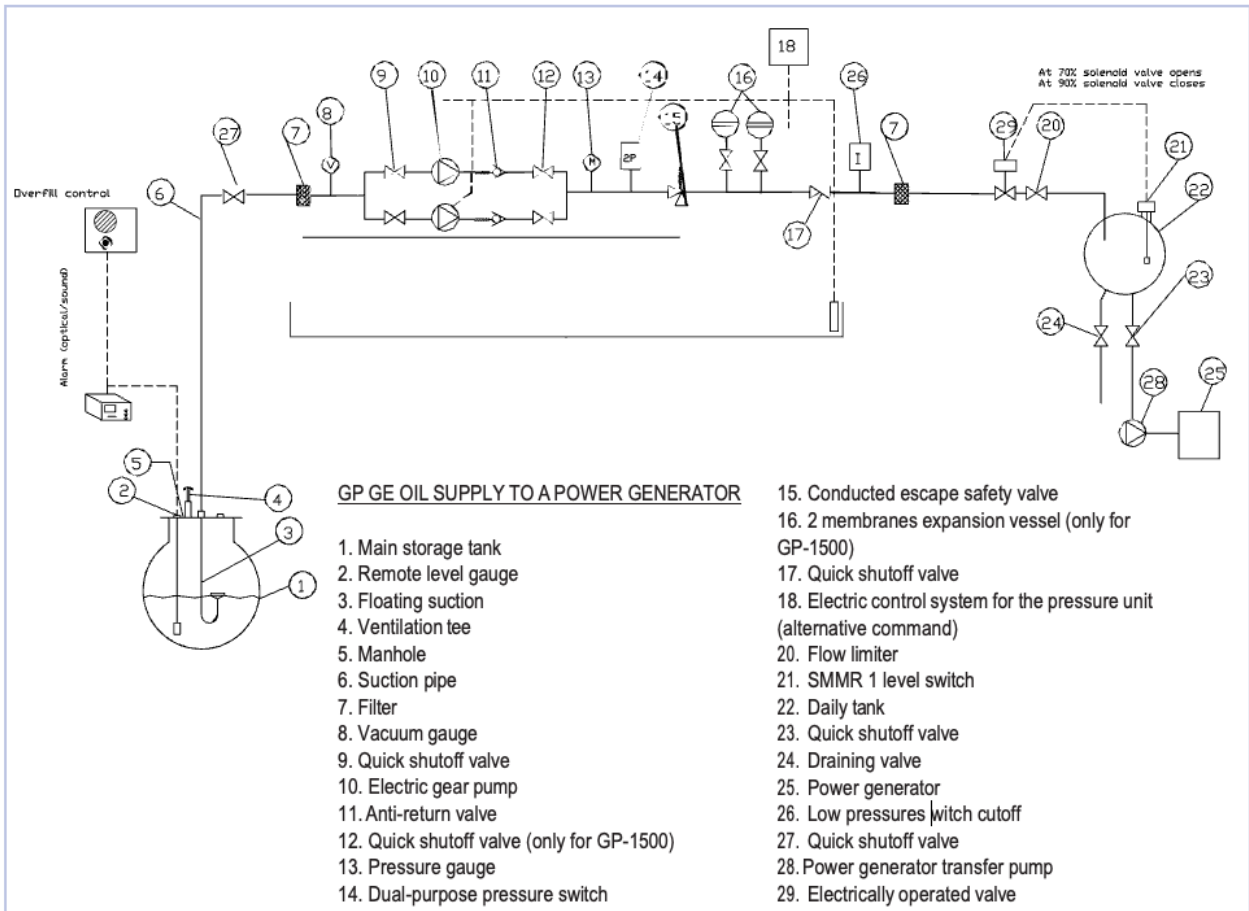 18
9
10
11
12
13
14
16
26
At 70% solenoid valve opens
At 90% solenoid valve closes
8
7
7
29
20
27
15
21
6
22
Overfill control
17
23
24
Alarm (optical/sound)
V
M
2P
I
28
25
5
2
4
3
1
GP GE OIL SUPPLY TO A POWER GENERATOR
1. Main storage tank
2. Remote level gauge
3. Floating suction
4. Ventilation tee
5. Manhole
6. Suction pipe
7. Filter
8. Vacuum gauge
9. Quick shutoff valve
10. Electric gear pump
11. Anti-return valve
12. Quick shutoff valve (only for GP-1500)
13. Pressure gauge
14. Dual-purpose pressure switch
15. Conducted escape safety valve
16. 2 membranes expansion vessel (only for
GP-1500)
17. Quick shutoff valve
18. Electric control system for the pressure unit
(alternative command)
20. Flow limiter
21. SMMR 1 level switch
22. Daily tank
23. Quick shutoff valve
24. Draining valve
25. Power generator
26. Low pressures witch cutoff
27. Quick shutoff valve
28. Power generator transfer pump
29. Electrically operated valve